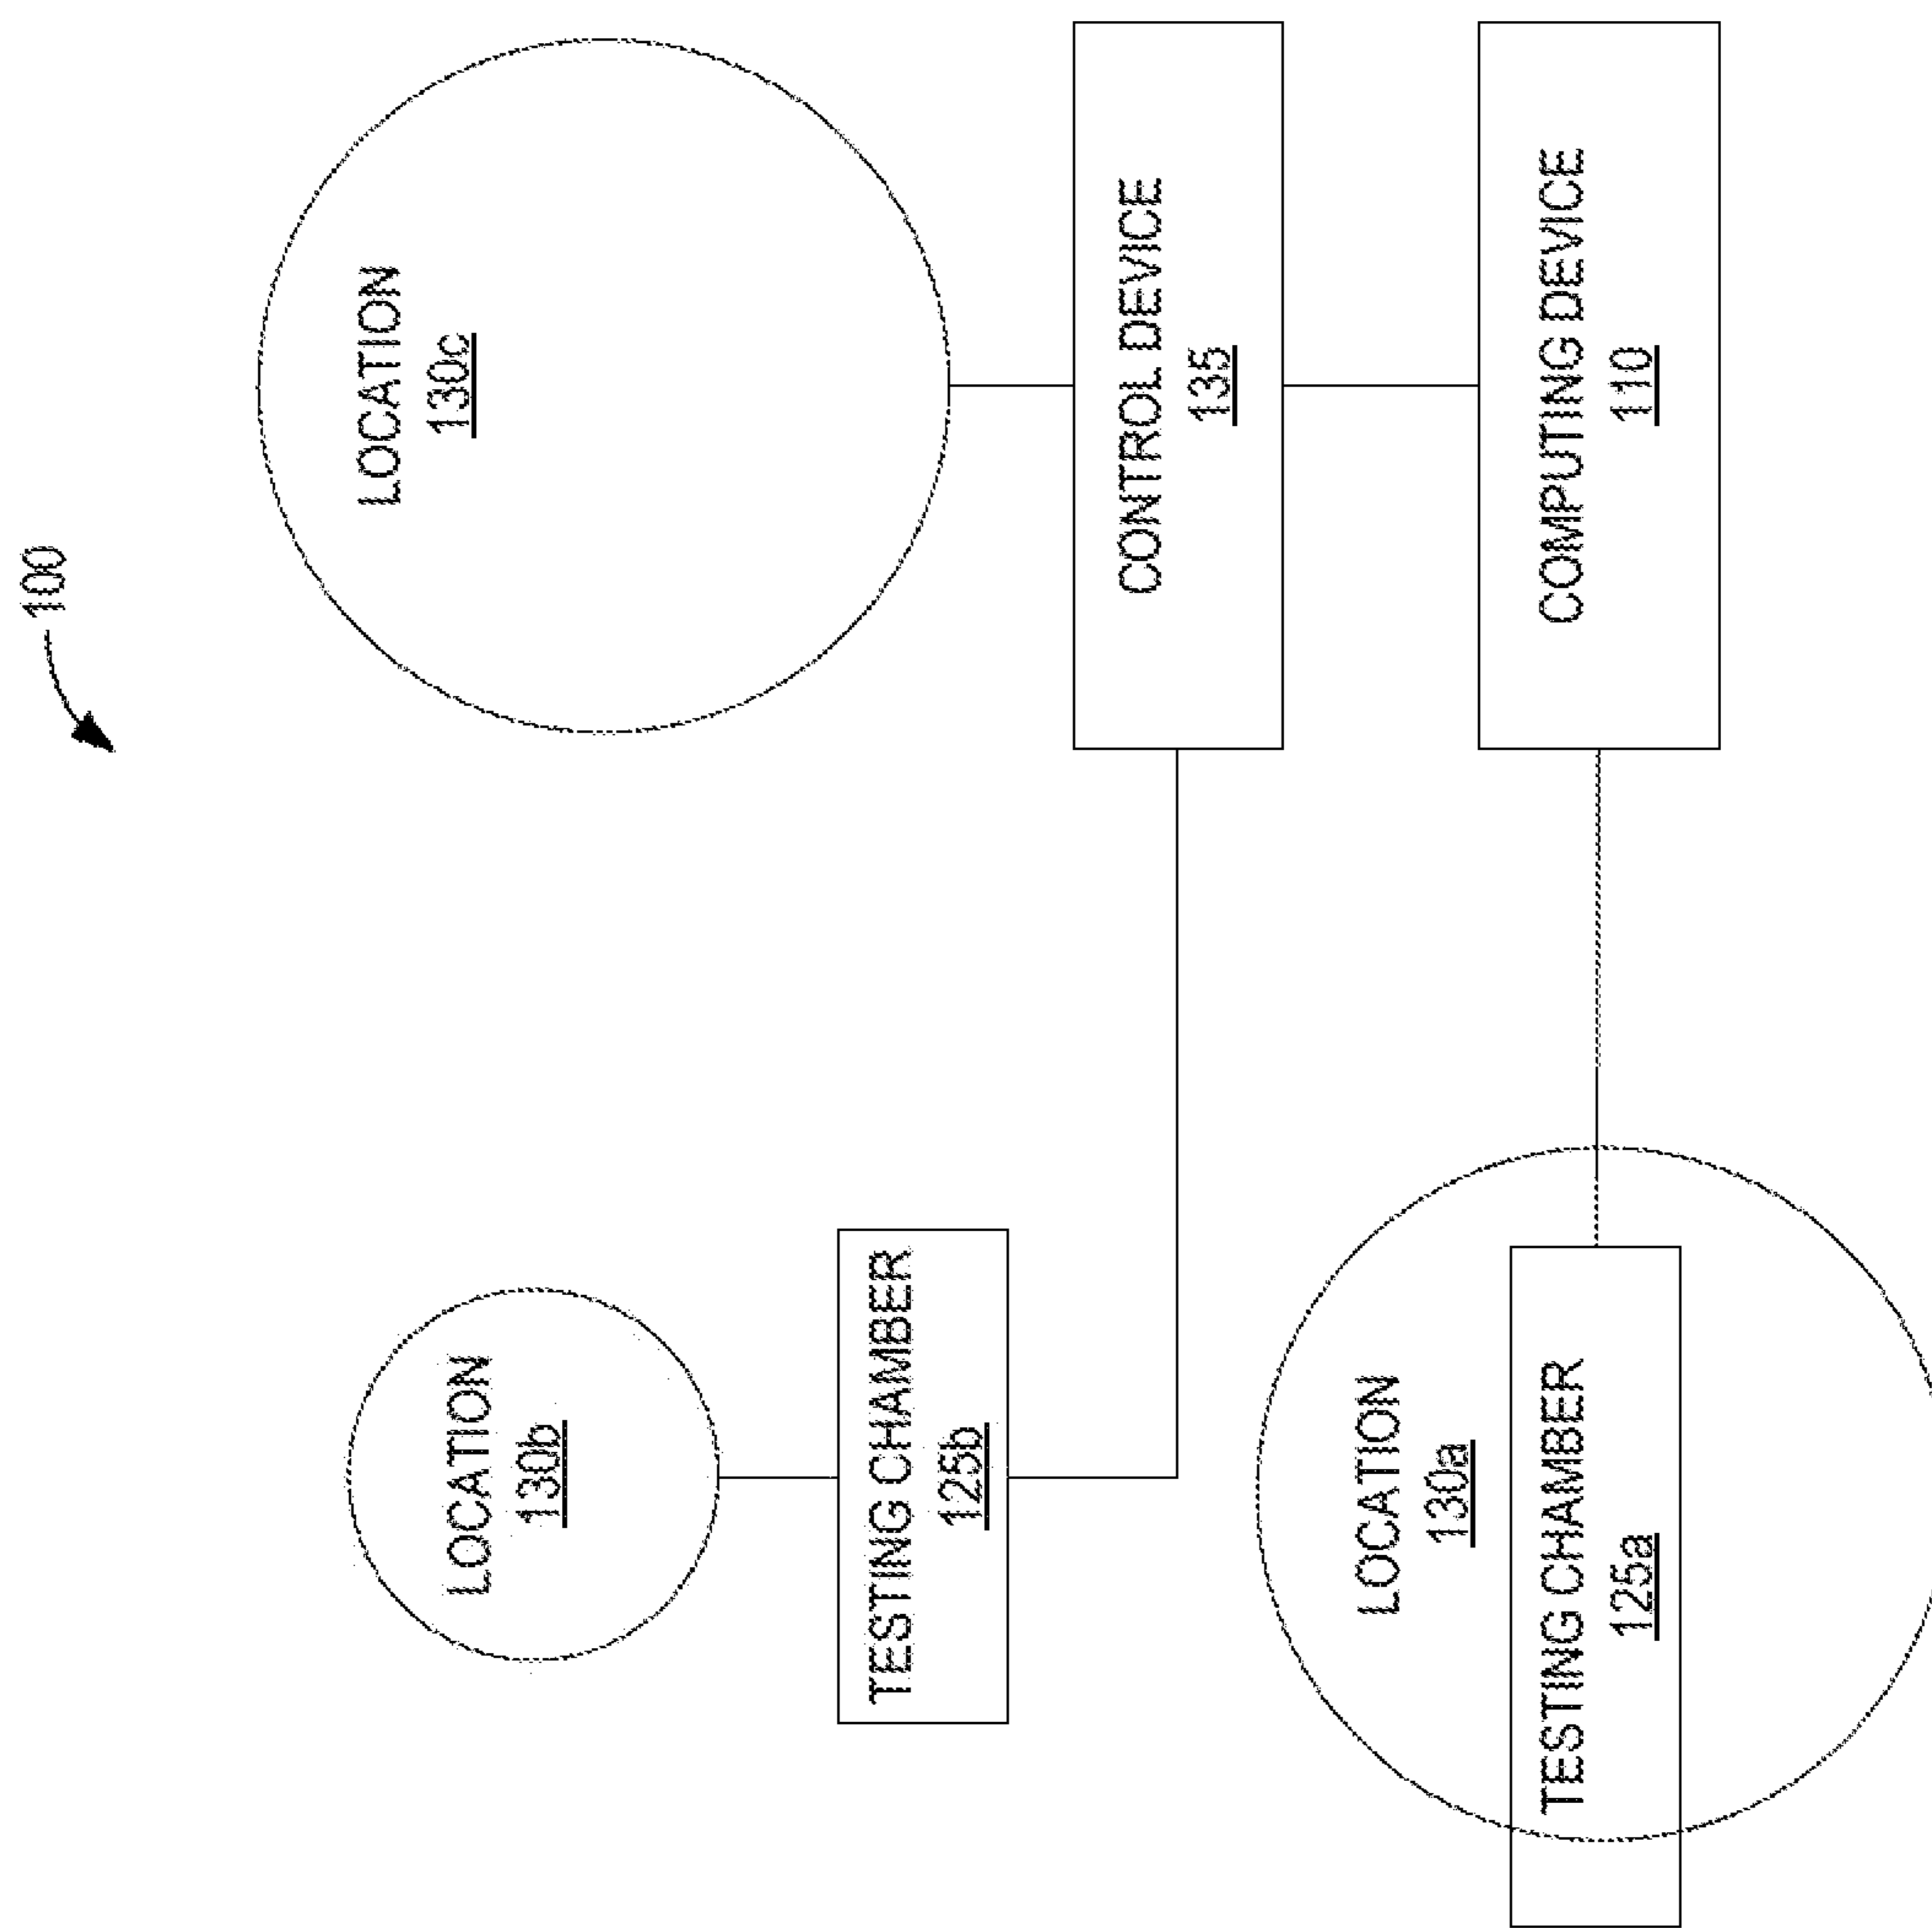 100
LOCATION
130b
LOCATION
130c
TESTING CHAMBER
125b
CONTROL DEVICE
135
LOCATION
130a
TESTING CHAMBER
125a
COMPUTING DEVICE
110